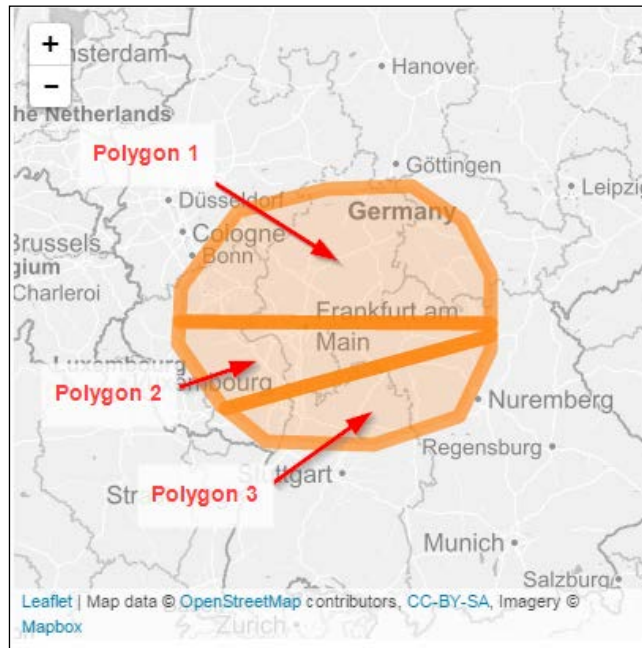 +
−
msterdam
Hanover
he Netherlands
Polygon 1
Göttingen
Düsseldorf
Leipzig
Germany
Cologne
Brussels
Bonn
gium
Charleroi
Frankfurt am
Main
Luxembourg
mbourg
Polygon 2
Nuremberg
Regensburg
Stuttgart
Polygon 3
Stra
Munich
Salzburg
Leaflet | Map data © OpenStreetMap contributors, CC-BY-SA, Imagery ©
Mapbox
Zurich